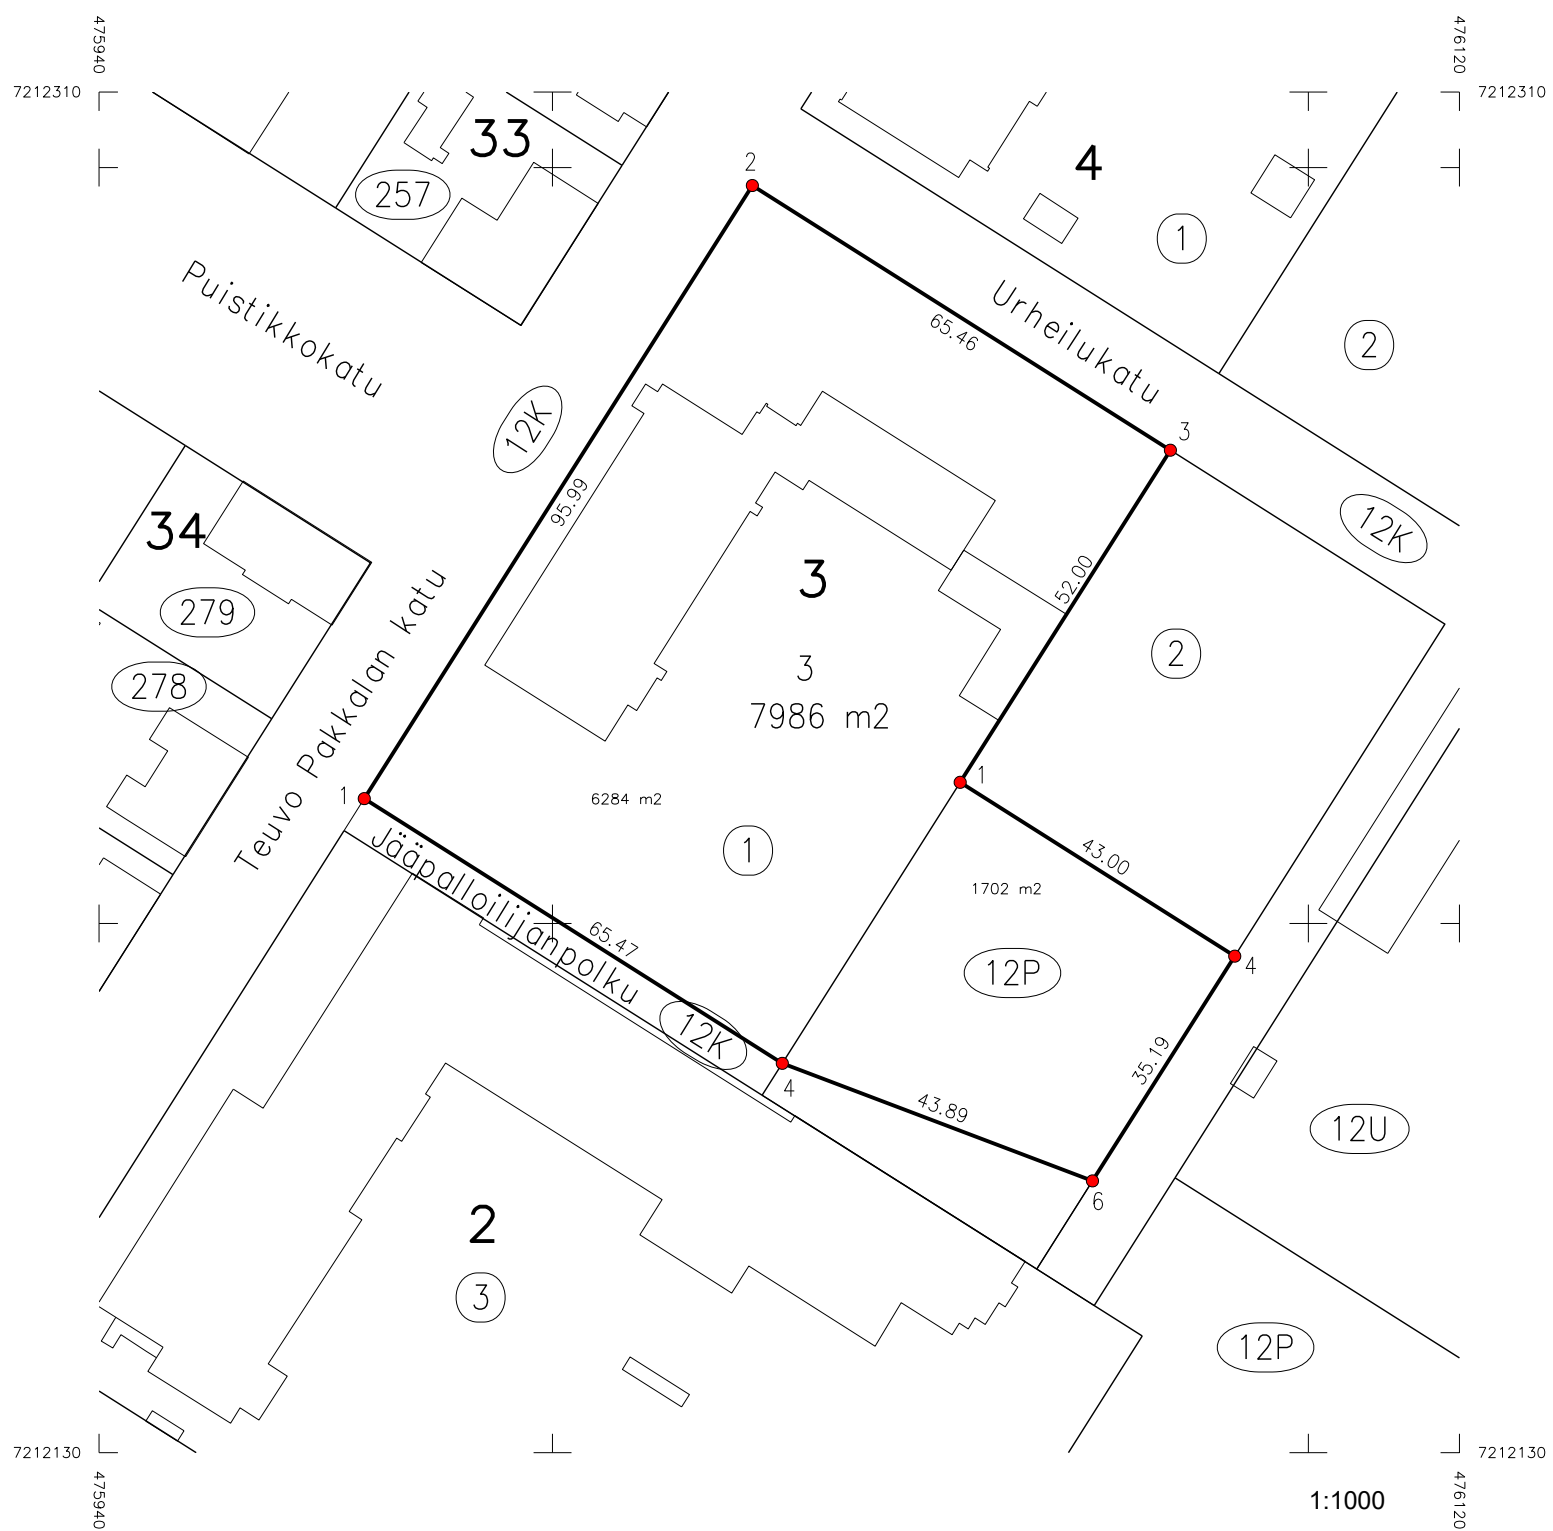 475940
476120
7212310
7212310
33
2
4
257
1
Puistikkokatu
Urheilukatu
65.46
2
12K
3
95.99
12K
34
52.00
3
279
Teuvo Pakkalan katu
2
3
278
7986 m2
1
1
6284 m2
Jääpalloilijanpolku
1
43.00
1702 m2
65.47
12P
4
12K
35.19
4
43.89
12U
6
2
3
12P
7212130
7212130
475940
476120
1:1000